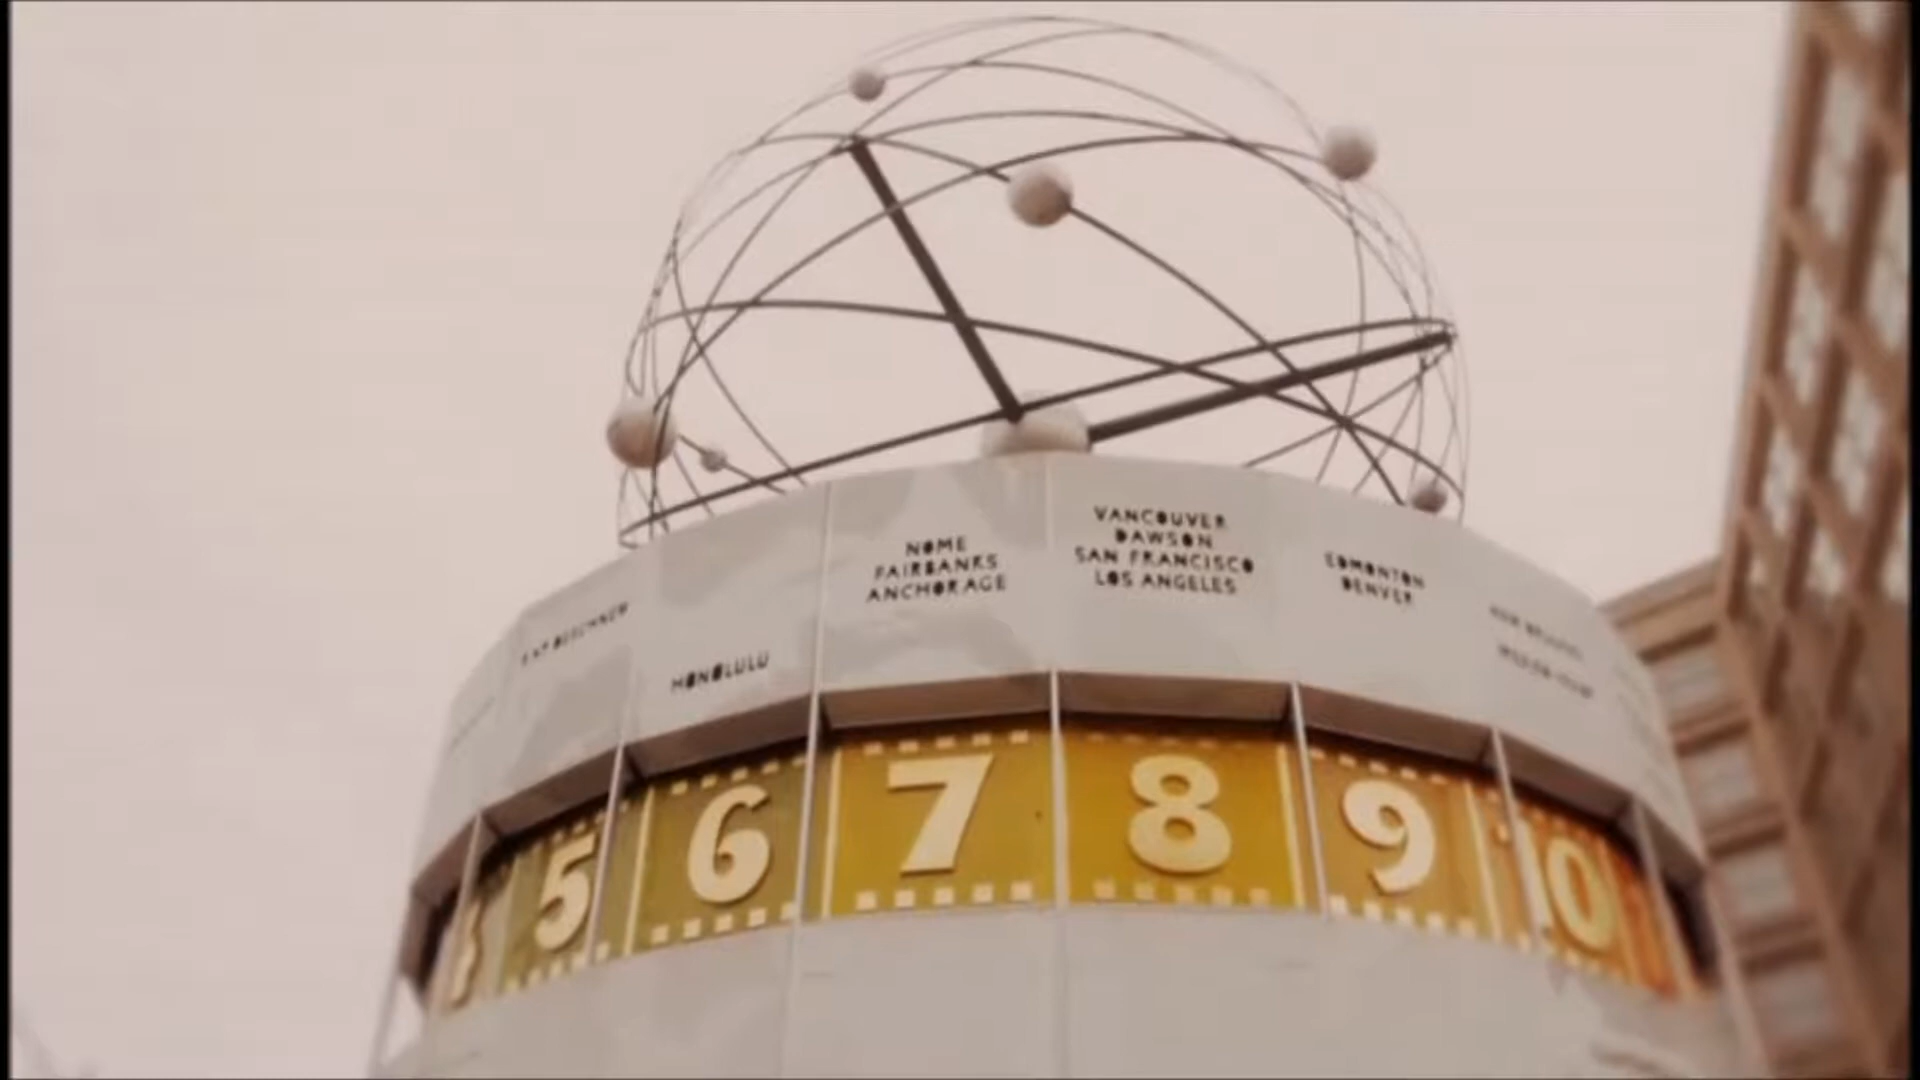 NOME
FAIRBANKS
ANCHORAGE
VANCOUVER
DAWSON
SAN FRANCISCO
LOS ANGELES
EDMONTON
DENVER
HONOLULU
5 6 7 8 9 10